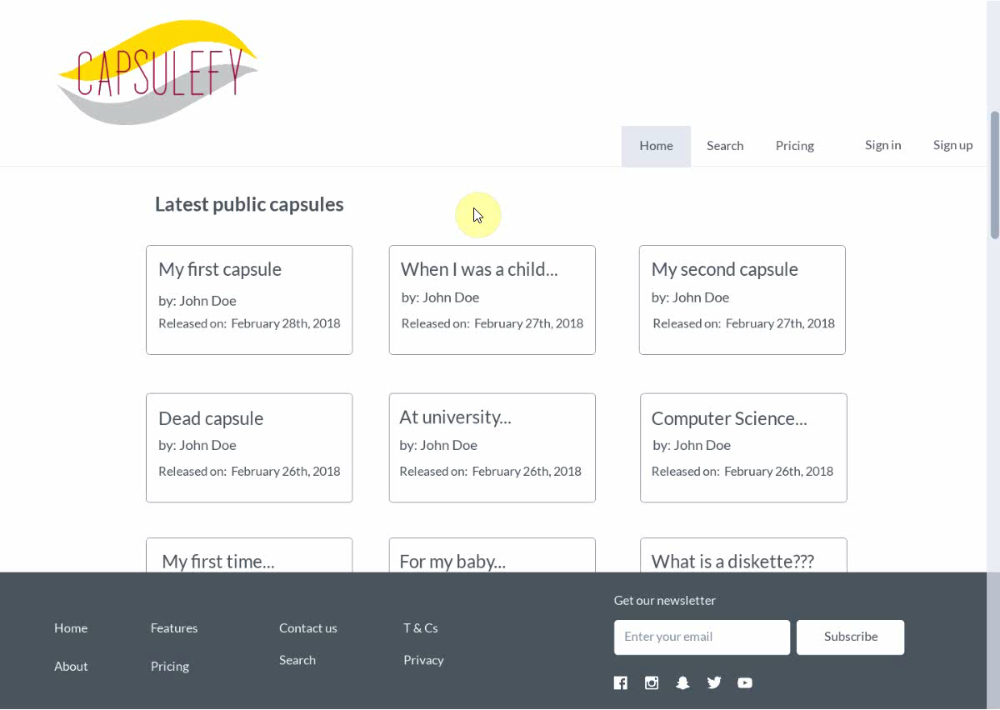 CAPSULEFY
Home Search Pricing Sign in Sign up
Latest public capsules
My first capsule
by: John Doe
Released on: February 28th, 2018
When I was a child...
by: John Doe
Released on: February 27th, 2018
My second capsule
by: John Doe
Released on: February 27th, 2018
Dead capsule
by: John Doe
Released on: February 26th, 2018
At university...
by: John Doe
Released on: February 26th, 2018
Computer Science...
by: John Doe
Released on: February 26th, 2018
My first time...
For my baby...
What is a diskette???
Home Features Contact us T & Cs
About Pricing Search Privacy
Get our newsletter
Enter your email Subscribe